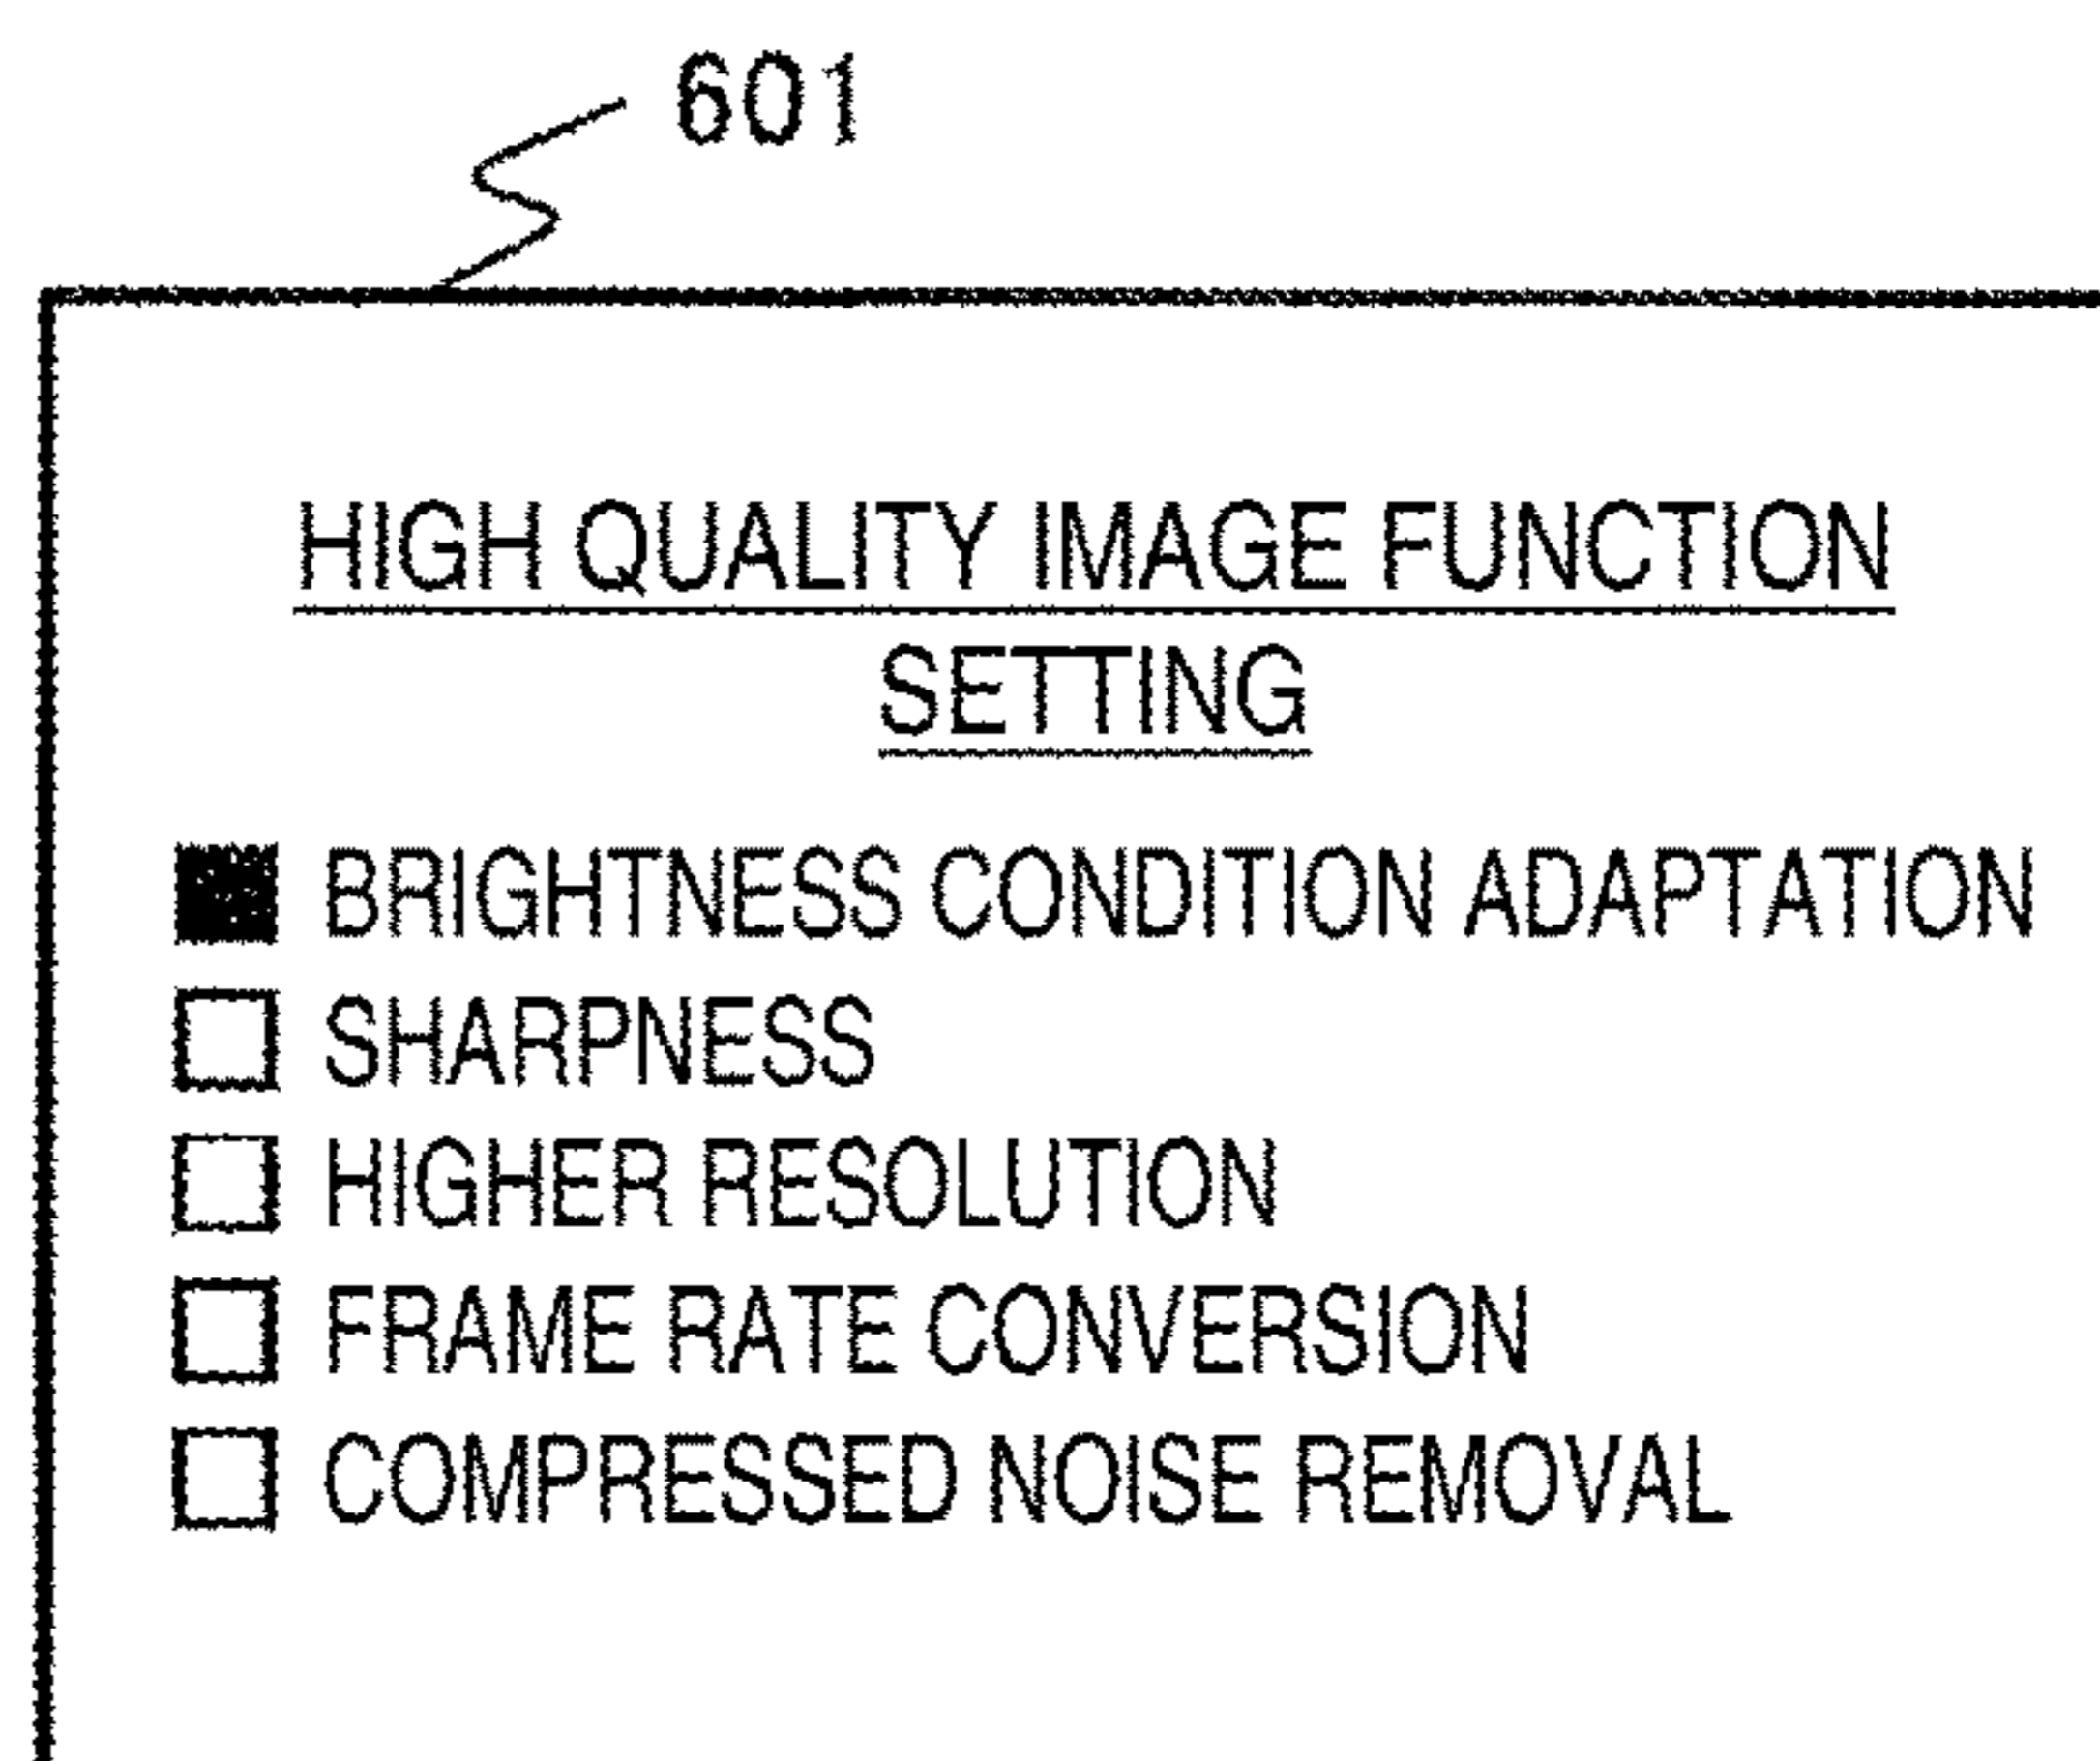 601
HIGH QUALITY IMAGE FUNCTION
SETTING
BRIGHTNESS CONDITION ADAPTATION
SHARPNESS
HIGHER RESOLUTION
FRAME RATE CONVERSION
COMPRESSED NOISE REMOVAL